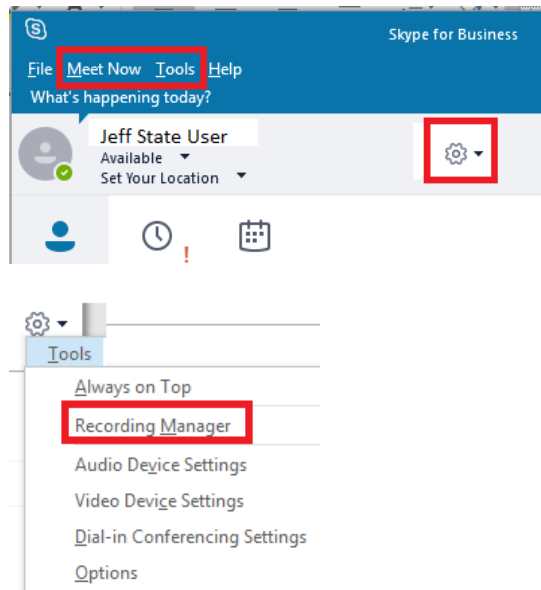 Skype for Business
File Meet Now Tools Help
What's happening today?
Jeff State User
Available
Set Your Location
!
Tools
Always on Top
Recording Manager
Audio Device Settings
Video Device Settings
Dial-in Conferencing Settings
Options